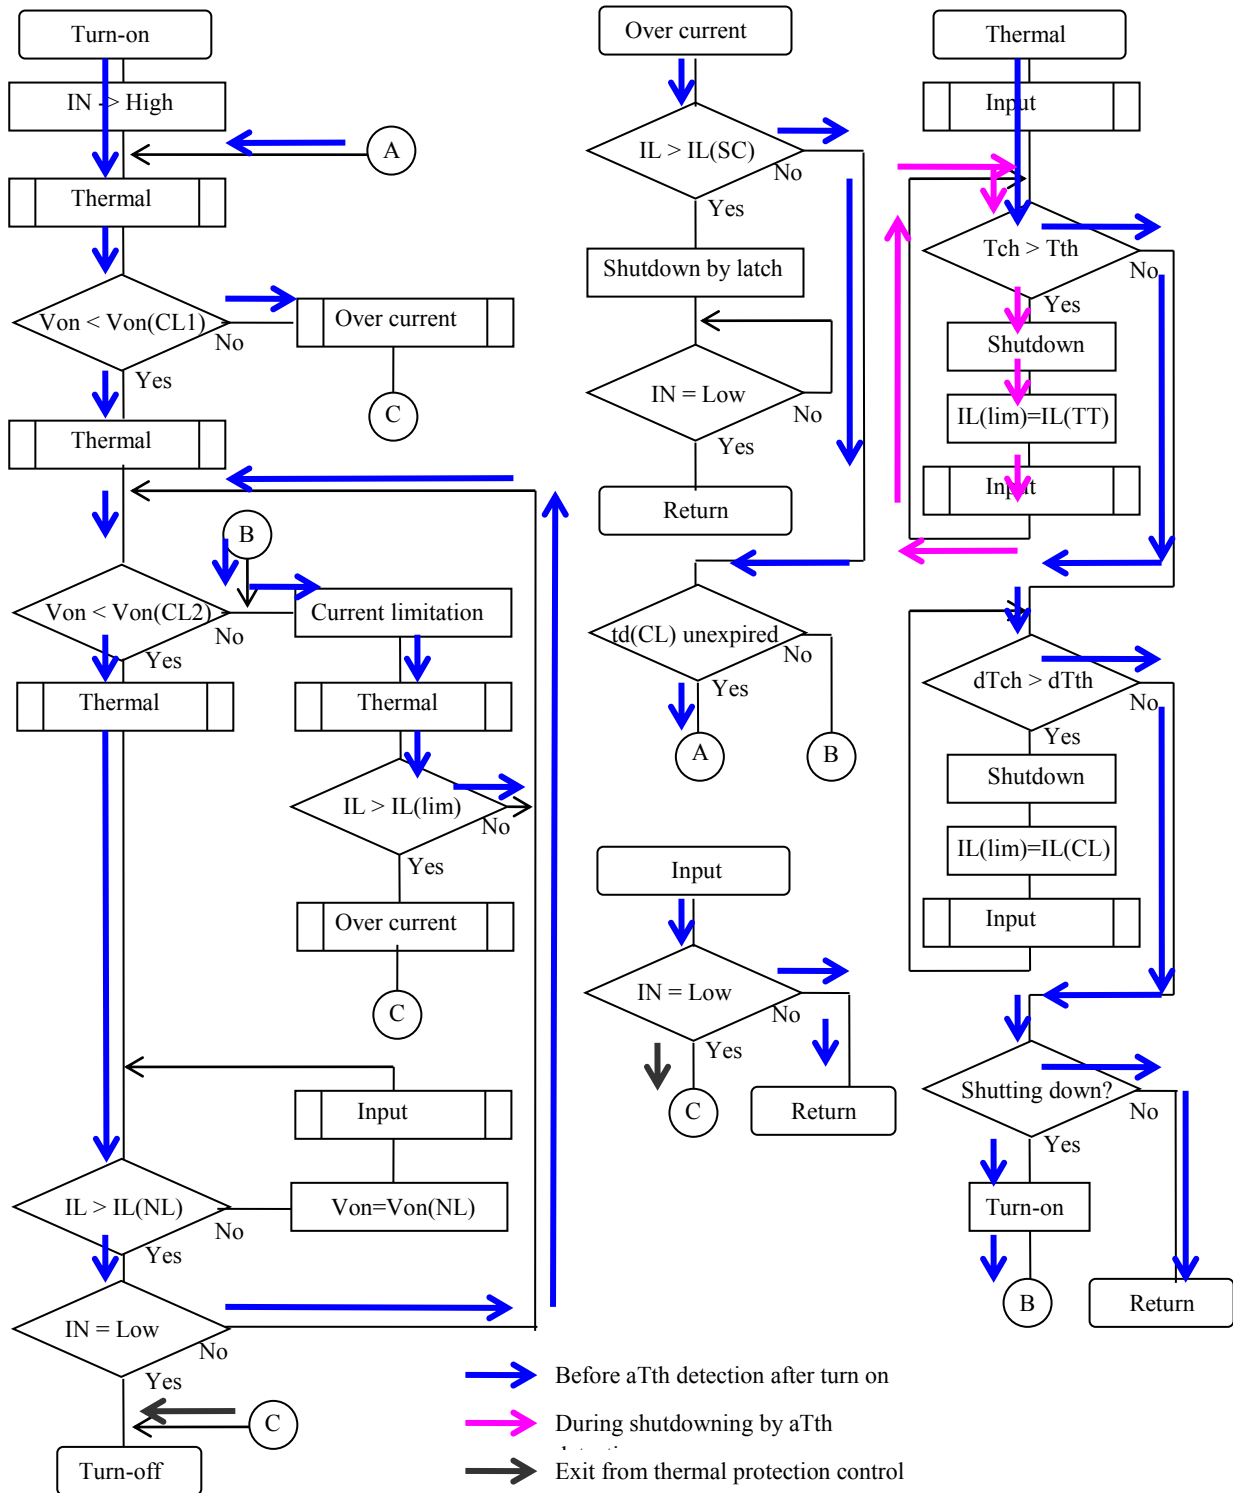 Turn-on
IN -> High
A
Thermal
Von < Von(CL1)
No
Yes
Over current
C
Thermal
B
Von < Von(CL2)
No
Yes
Current limitation
Thermal
Thermal
IL > IL(lim)
No
Yes
Over current
C
Input
Von=Von(NL)
IL > IL(NL)
No
Yes
IN = Low
No
Yes
C
Turn-off
Over current
IL > IL(SC)
No
Yes
Shutdown by latch
IN = Low
No
Yes
Return
td(CL) unexpired
No
Yes
A
B
Input
IN = Low
No
Yes
C
Return
Thermal
Input
Tch > Tth
No
Yes
Shutdown
IL(lim)=IL(TT)
Input
dTch > dTth
No
Yes
Shutdown
IL(lim)=IL(CL)
Input
Shutting down?
No
Yes
Turn-on
B
Return
Before aTth detection after turn on
During shutdowning by aTth
Exit from thermal protection control